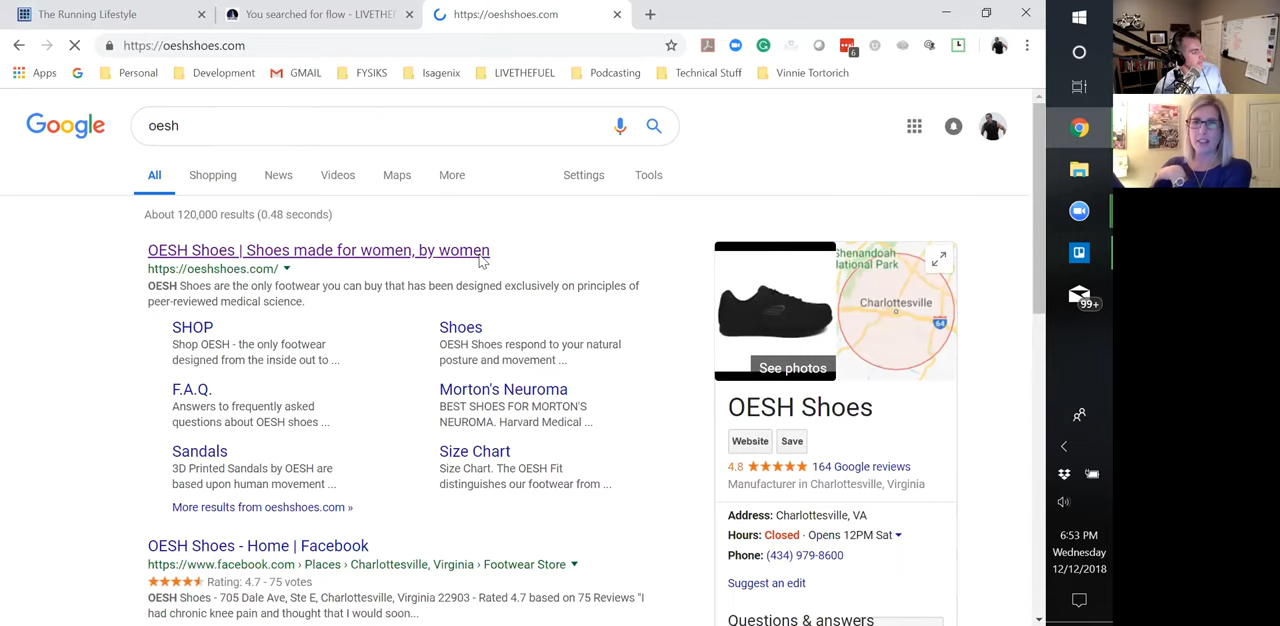 The Running Lifestyle
You searched for flow - LIVETHEF
https://oeshshoes.com
https://oeshshoes.com
6
Apps
Personal
Development
GMAIL
FYSIKS
Isagenix
LIVETHEFUEL
Podcasting
Technical Stuff
Vinnie Tortorich
Google
oesh
All
Shopping
News
Videos
Maps
More
Settings
Tools
About 120,000 results (0.48 seconds)
OESH Shoes | Shoes made for women, by women
https://oeshshoes.com/
OESH Shoes are the only footwear you can buy that has been designed exclusively on principles of
peer-reviewed medical science.
SHOP
Shop OESH - the only footwear
designed from the inside out to ...
Shoes
OESH Shoes respond to your natural
posture and movement ...
F.A.Q.
Answers to frequently asked
questions about OESH shoes ...
Morton's Neuroma
BEST SHOES FOR MORTON'S
NEUROMA. Harvard Medical ...
Sandals
3D Printed Sandals by OESH are
based upon human movement ...
Size Chart
Size Chart. The OESH Fit
distinguishes our footwear from ...
More results from oeshshoes.com »
OESH Shoes - Home | Facebook
https://www.facebook.com › Places › Charlottesville, Virginia › Footwear Store
Rating: 4.7 - 75 votes
OESH Shoes - 705 Dale Ave, Ste E, Charlottesville, Virginia 22903 - Rated 4.7 based on 75 Reviews "I
had chronic knee pain and thought that I would soon...
See photos
Shenandoah
National Park
Charlottesville
64
OESH Shoes
Website
Save
4.8
164 Google reviews
Manufacturer in Charlottesville, Virginia
Address: Charlottesville, VA
Hours: Closed · Opens 12PM Sat
Phone: (434) 979-8600
Suggest an edit
Questions & answers
99+
6:53 PM
Wednesday
12/12/2018